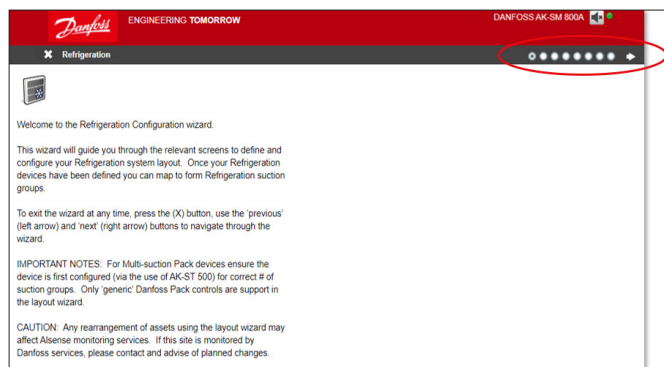 Danfoss
ENGINEERING TOMORROW
DANFOSS AK-SM 800A
Refrigeration
Welcome to the Refrigeration Configuration wizard.
This wizard will guide you through the relevant screens to define and
configure your Refrigeration system layout. Once your Refrigeration
devices have been defined you can map to form Refrigeration suction
groups.
To exit the wizard at any time, press the (X) button, use the 'previous'
(left arrow) and 'next' (right arrow) buttons to navigate through the
wizard.
IMPORTANT NOTES: For Multi-suction Pack devices ensure the
device is first configured (via the use of AK-ST 500) for correct # of
suction groups. Only 'generic' Danfoss Pack controls are support in
the layout wizard.
CAUTION: Any rearrangement of assets using the layout wizard may
affect Alsense monitoring services. If this site is monitored by
Danfoss services, please contact and advise of planned changes.